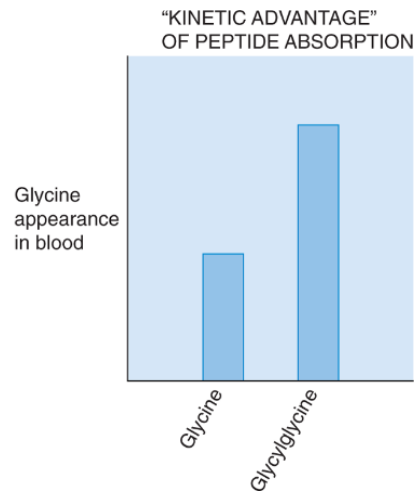 “KINETIC ADVANTAGE”
OF PEPTIDE ABSORPTION
Glycine
appearance
in blood
Glycine
Glycylglycine